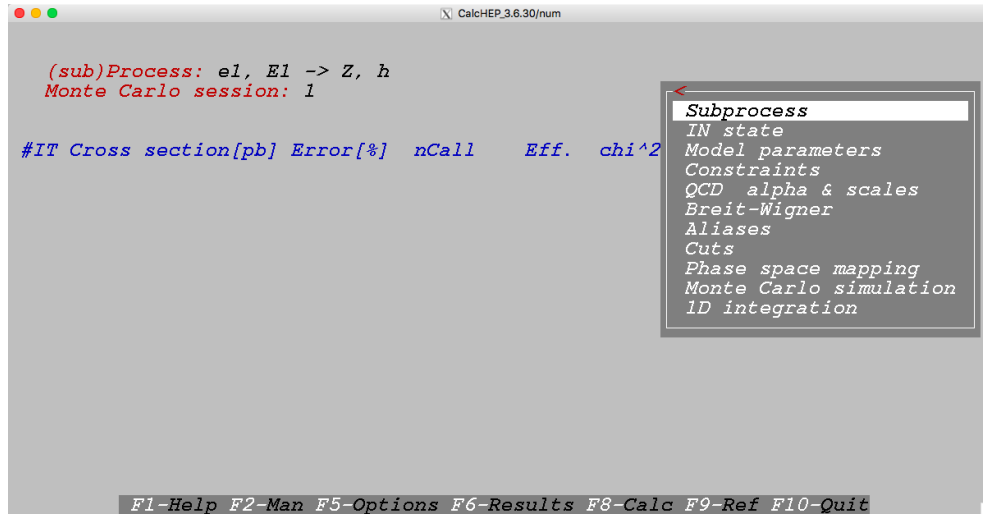 CalcHEP_3.6.30/num
(sub)Process: e1, E1 -> Z, h
Monte Carlo session: 1
#IT Cross section[pb] Error[%] nCall Eff. chi^2
<
Subprocess
IN state
Model parameters
Constraints
QCD alpha & scales
Breit-Wigner
Aliases
Cuts
Phase space mapping
Monte Carlo simulation
1D integration
F1-Help F2-Man F5-Options F6-Results F8-Calc F9-Ref F10-Quit